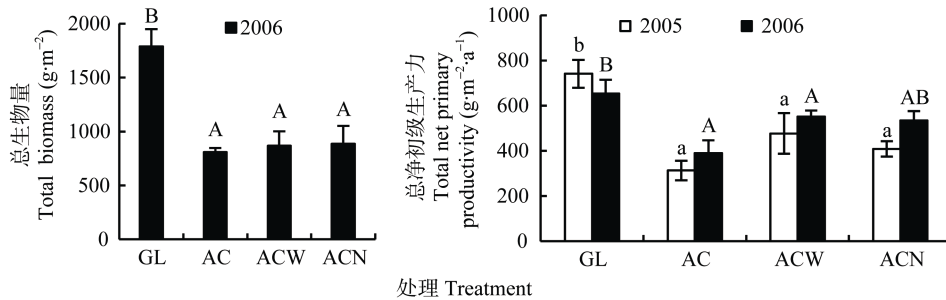 总生物量
Total biomass (g·m⁻²)
2000
1500
1000
500
0
B
A
A
A
2006
GL
AC
ACW
ACN
总净初级生产力
Total net primary
productivity (g·m⁻²·a⁻¹)
1000
800
600
400
200
0
2005
2006
b
B
a
A
a
A
a
AB
GL
AC
ACW
ACN
处理 Treatment